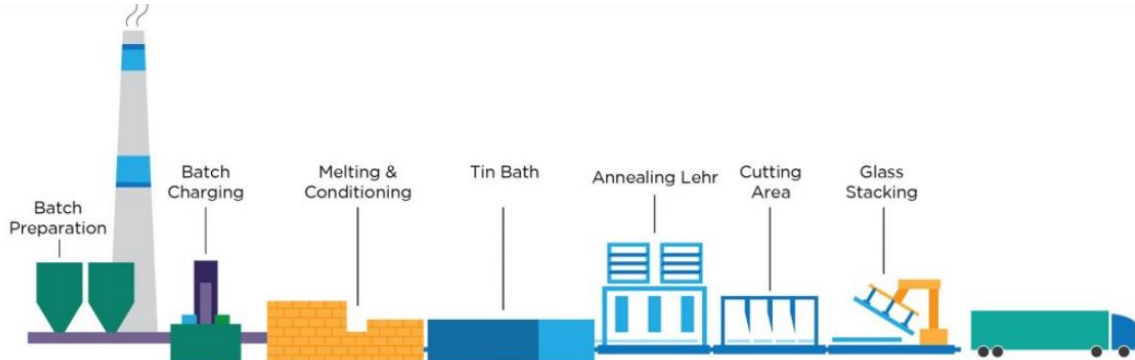 Batch
Preparation
Batch
Charging
Melting &
Conditioning
Tin Bath
Annealing Lehr
Cutting
Area
Glass
Stacking